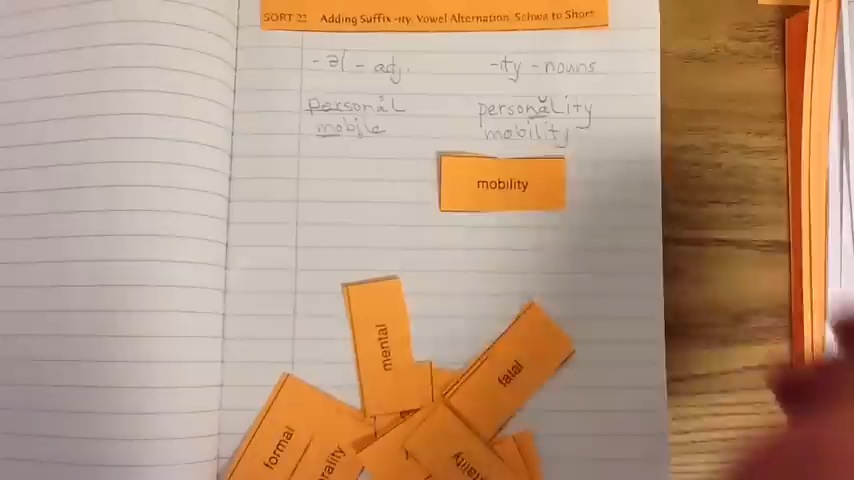 SORT 22 Adding Suffix -ity Vowel Alternation Schwa to Short
- əl - adj. -ity - nouns
personal personality
mobile mobility
mobility
mental
fatal
formal